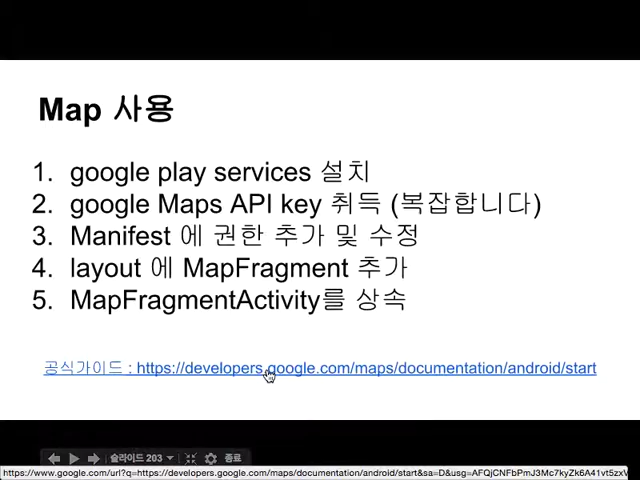 Map 사용
1. google play services 설치
2. google Maps API key 취득 (복잡합니다)
3. Manifest 에 권한 추가 및 수정
4. layout 에 MapFragment 추가
5. MapFragmentActivity를 상속
공식가이드 : https://developers.google.com/maps/documentation/android/start
슬라이드 203 종료
https://www.google.com/url?q=https://developers.google.com/maps/documentation/android/start&sa=D&usg=AFQjCNFbPmJ3Mc7kyZk6A41vt5zxV